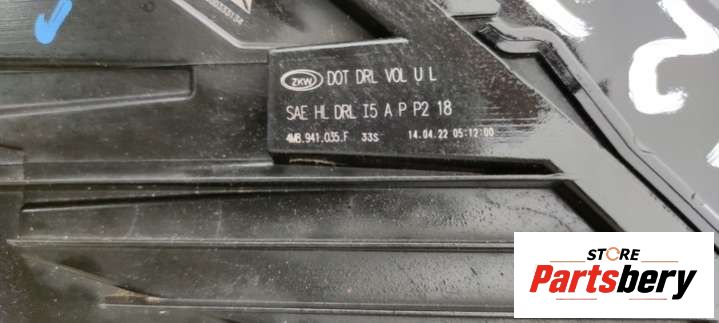 ZKW DOT DRL VOL U L
SAE HL DRL I5 A P P2 18
4M8.941.035.F 33S 14.04.22 05:12:00
STORE
Partsbery